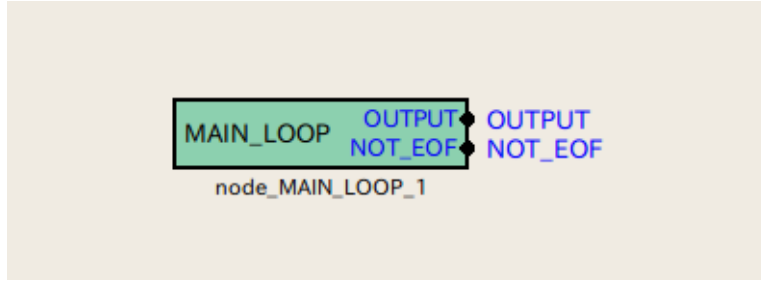 MAIN_LOOP OUTPUT OUTPUT
NOT_EOF NOT_EOF
node_MAIN_LOOP_1